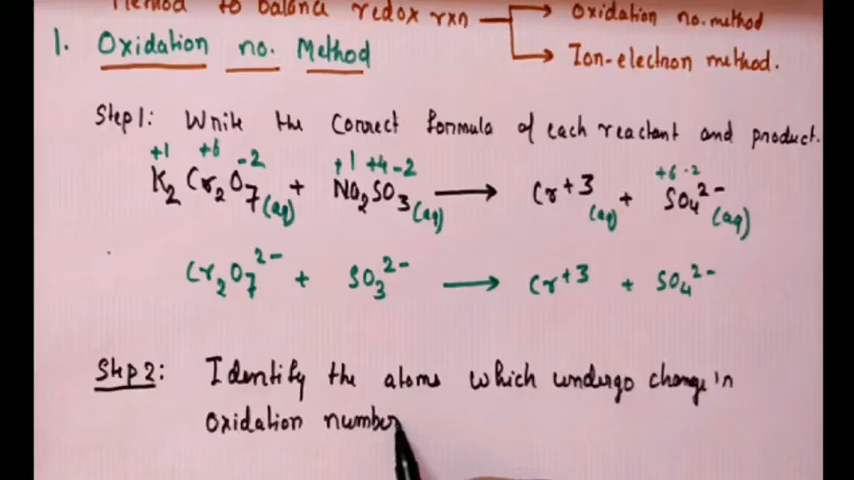 Method to balance redox rxn → Oxidation no. method
→ Ion-electron method.
1. Oxidation no. Method
Step1: Write the correct formula of each reactant and product.
+1 +6 -2 +1 +4 -2 +6 -2
K2 Cr2O7(aq) + Na2SO3(aq) → Cr+3(aq) + SO4 2-(aq)
Cr2O7 2- + SO3 2- → Cr+3 + SO4 2-
Step 2: Identify the atoms which undergo change in
oxidation number